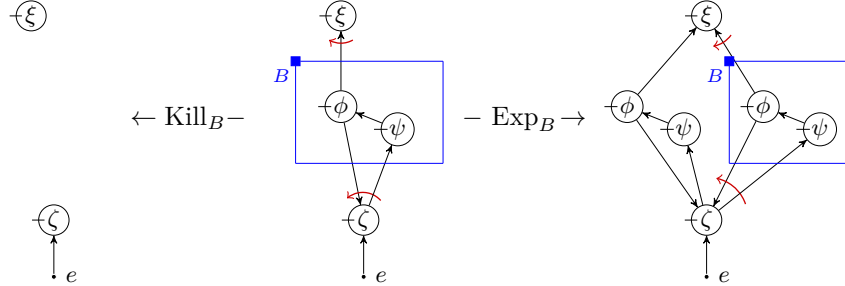 ξ ξ ξ
B B
ϕ ϕ ϕ
← Kill_B − − Exp_B →
ψ ψ ψ
ζ ζ ζ
e e e